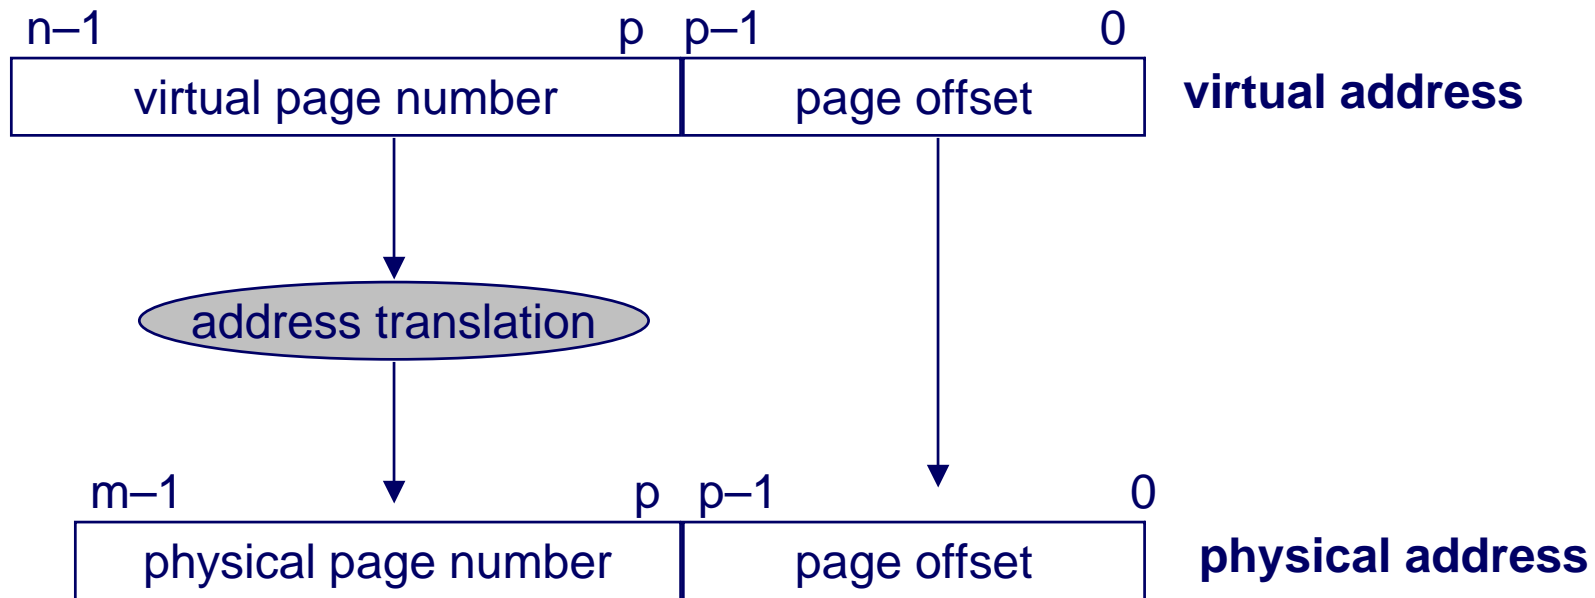 n–1 p p–1 0
virtual page number page offset virtual address
address translation
m–1 p p–1 0
physical page number page offset physical address